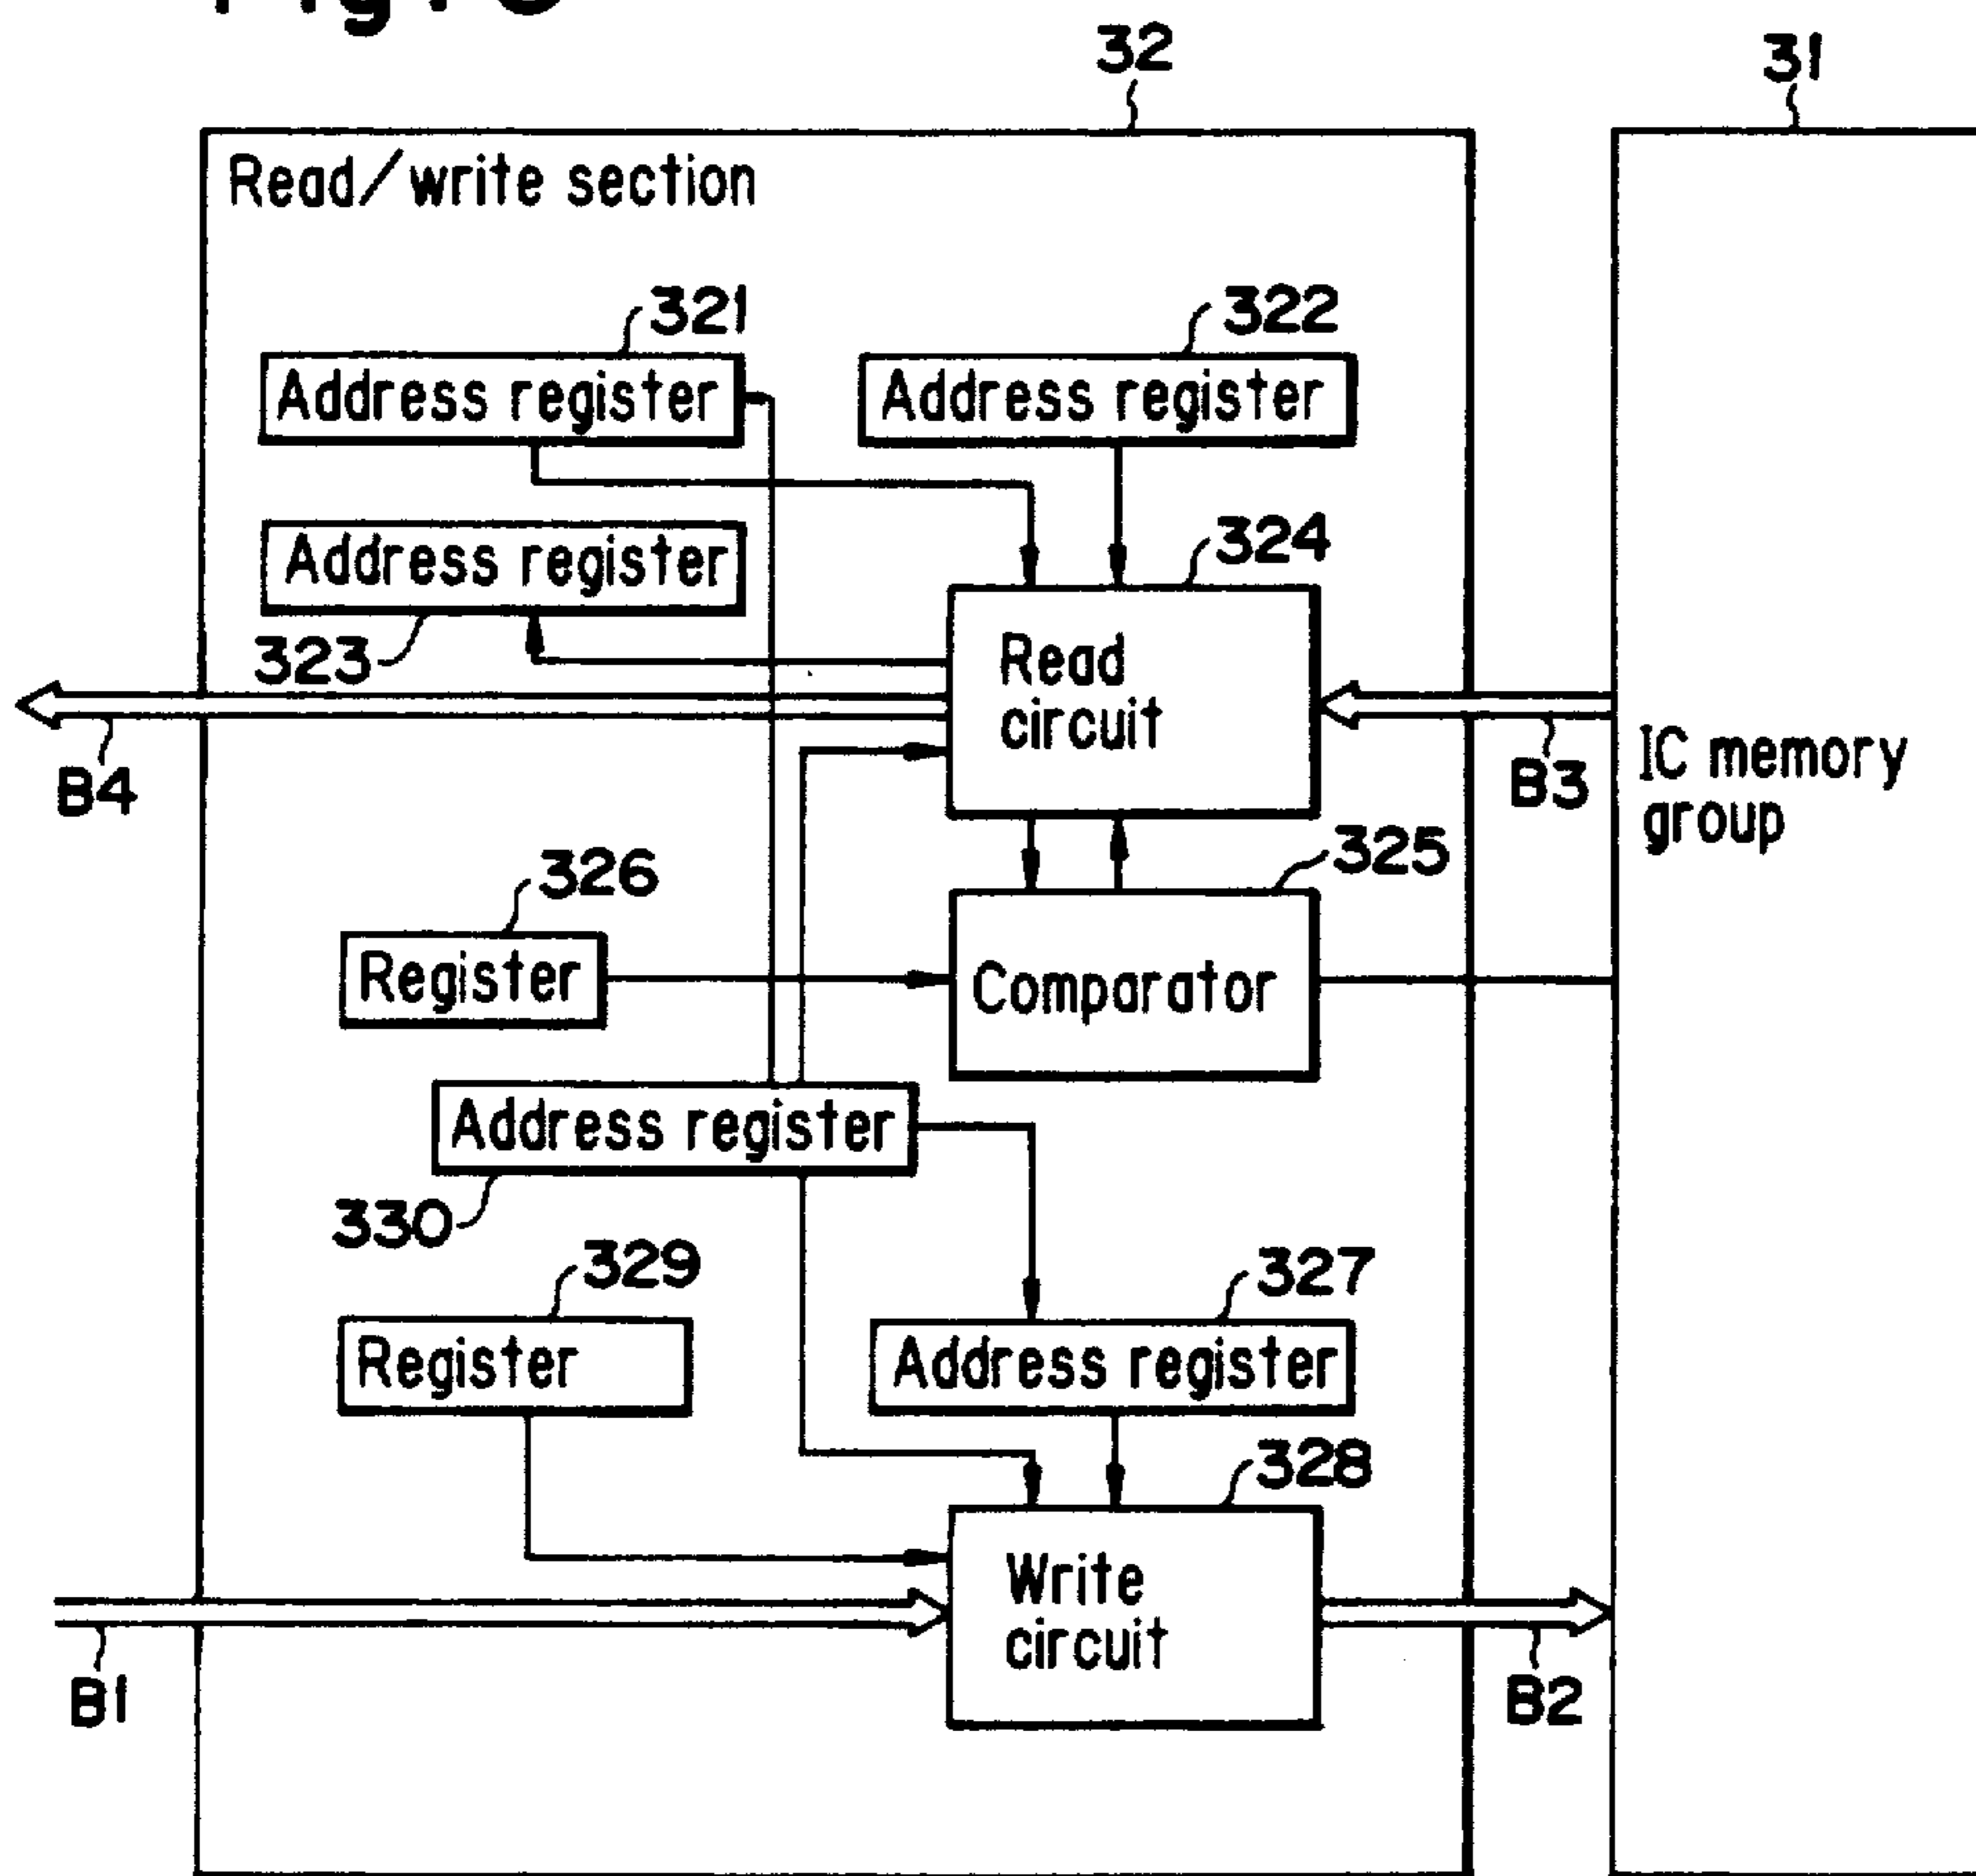 32
31
Read/write section
321
322
Address register
Address register
Address register
324
323
Read
circuit
B4
B3
IC memory
group
326
325
Register
Comparator
Address register
330
329
327
Register
Address register
328
Write
circuit
B1
B2